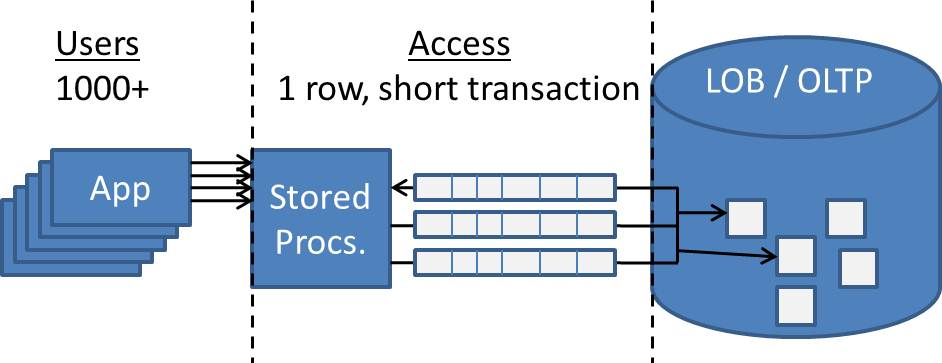 Users
1000+
Access
1 row, short transaction
LOB / OLTP
App
Stored
Procs.